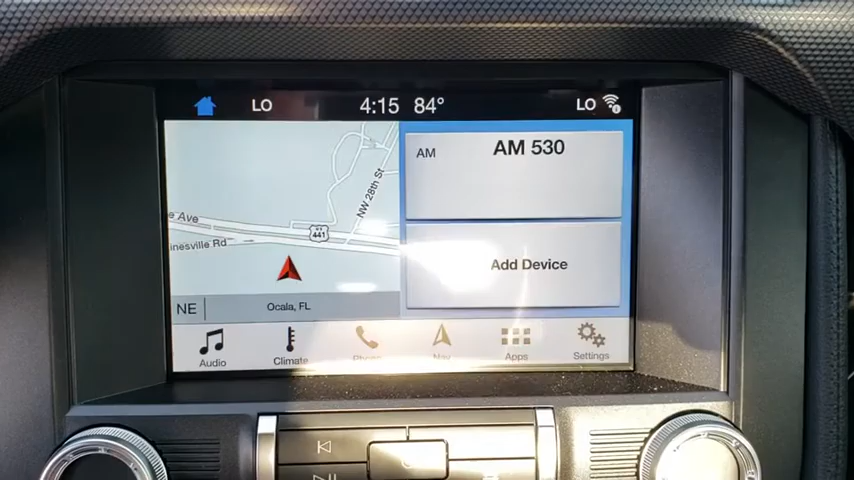 LO 4:15 84° LO
e Ave
inesville Rd
441
NW 28th St
NE Ocala, FL
AM AM 530
Add Device
Audio Climate Phone Nav Apps Settings